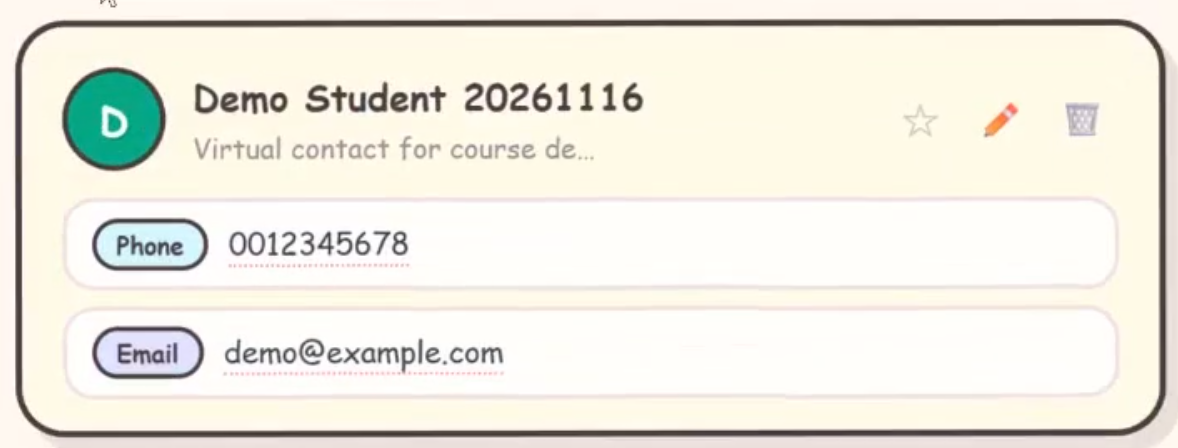 D
Demo Student 20261116
Virtual contact for course de...
Phone 0012345678
Email demo@example.com